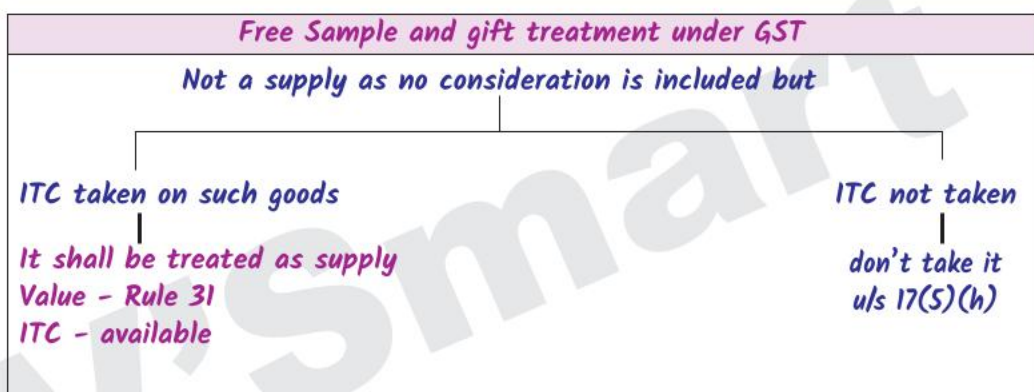 Free Sample and gift treatment under GST
Not a supply as no consideration is included but
ITC taken on such goods
It shall be treated as supply
Value - Rule 31
ITC - available
ITC not taken
don't take it
u/s 17(5)(h)
V'Smart